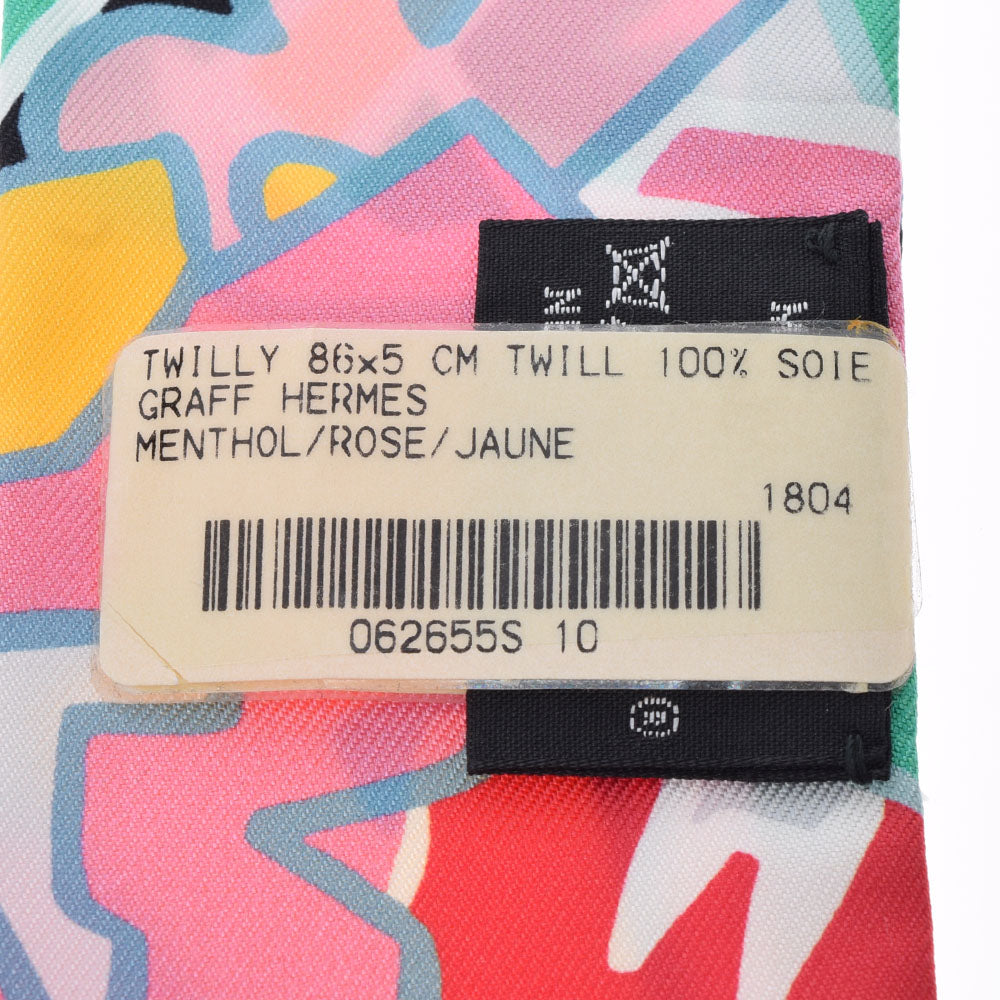 TWILLY 86x5 CM TWILL 100% SOIE
GRAFF HERMES
MENTHOL/ROSE/JAUNE
1804
062655S 10